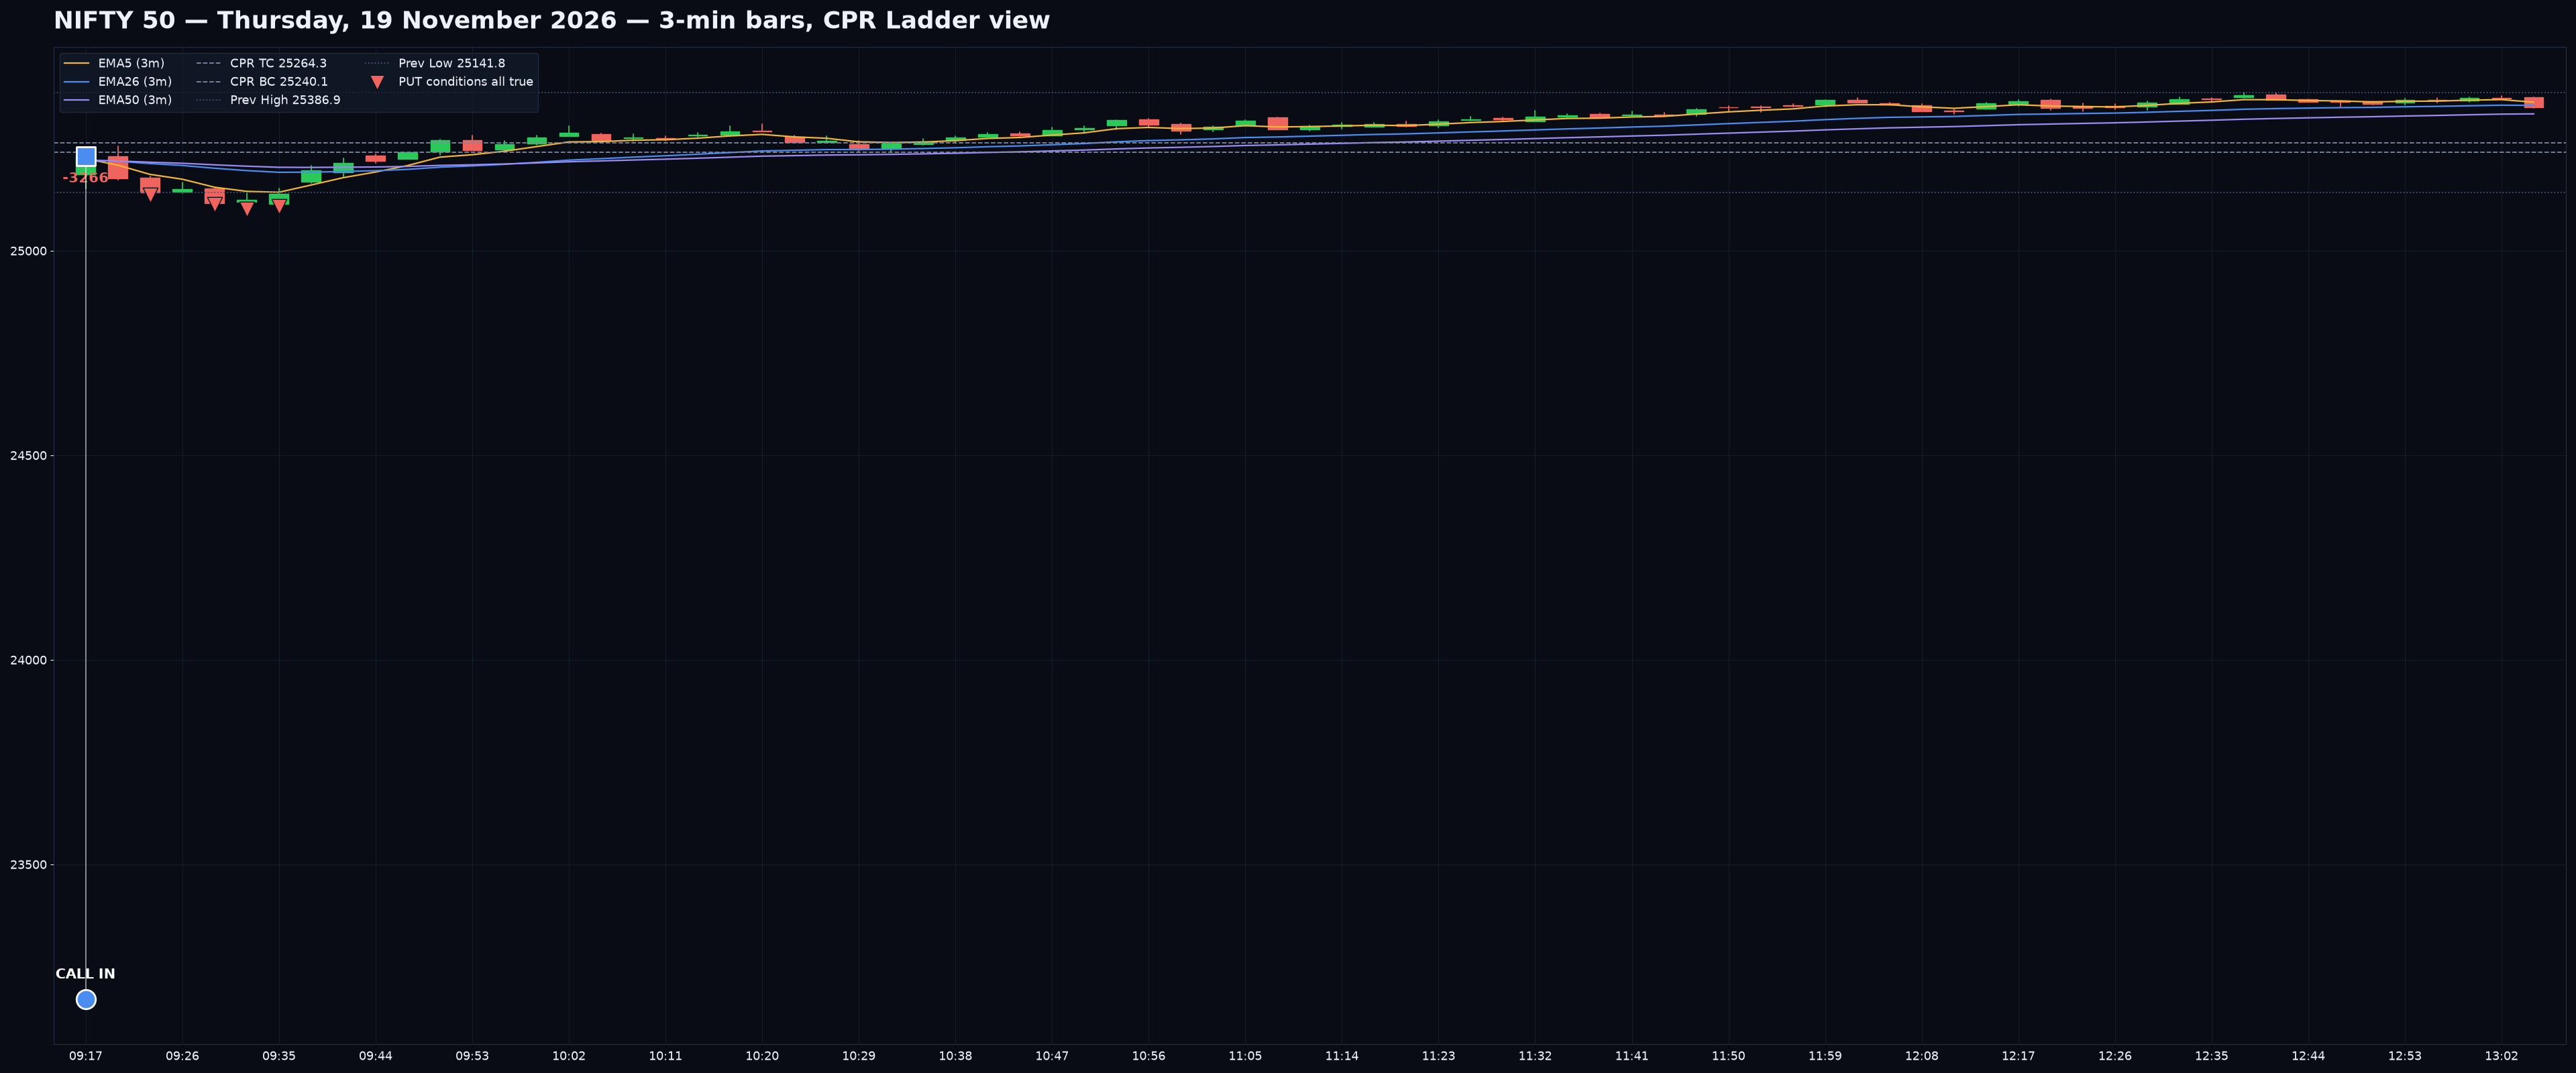 NIFTY 50 — Thursday, 19 November 2026 — 3-min bars, CPR Ladder view
EMA5 (3m)
EMA26 (3m)
EMA50 (3m)
CPR TC 25264.3
CPR BC 25240.1
Prev High 25386.9
Prev Low 25141.8
PUT conditions all true
-3266
25000
24500
24000
23500
CALL IN
09:17 09:26 09:35 09:44 09:53 10:02 10:11 10:20 10:29 10:38 10:47 10:56 11:05 11:14 11:23 11:32 11:41 11:50 11:59 12:08 12:17 12:26 12:35 12:44 12:53 13:02